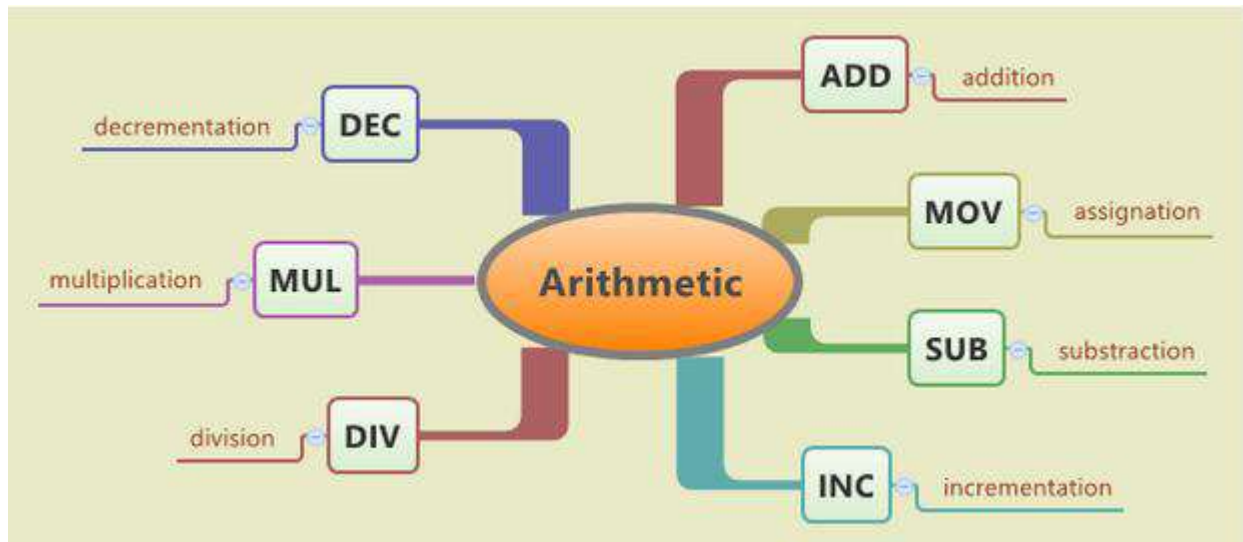 ADD
addition
DEC
decrementation
MOV
assignation
MUL
multiplication
Arithmetic
SUB
substraction
DIV
division
INC
incrementation